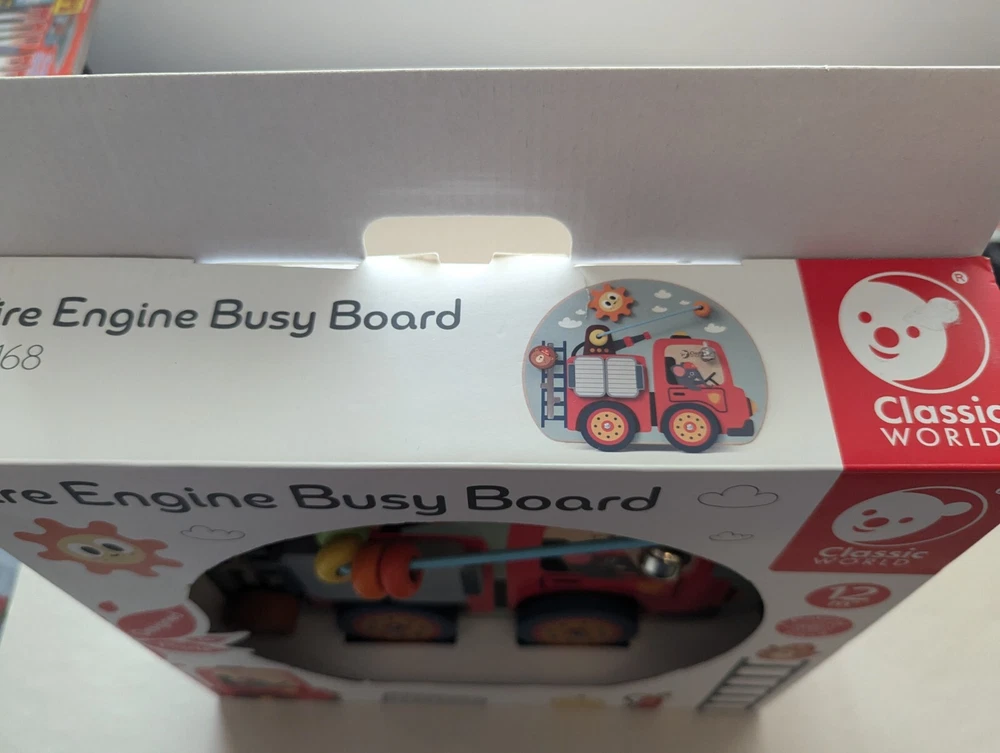 ire Engine Busy Board
168
®
Classic
WORLD
ire Engine Busy Board
Classic
WORLD
12